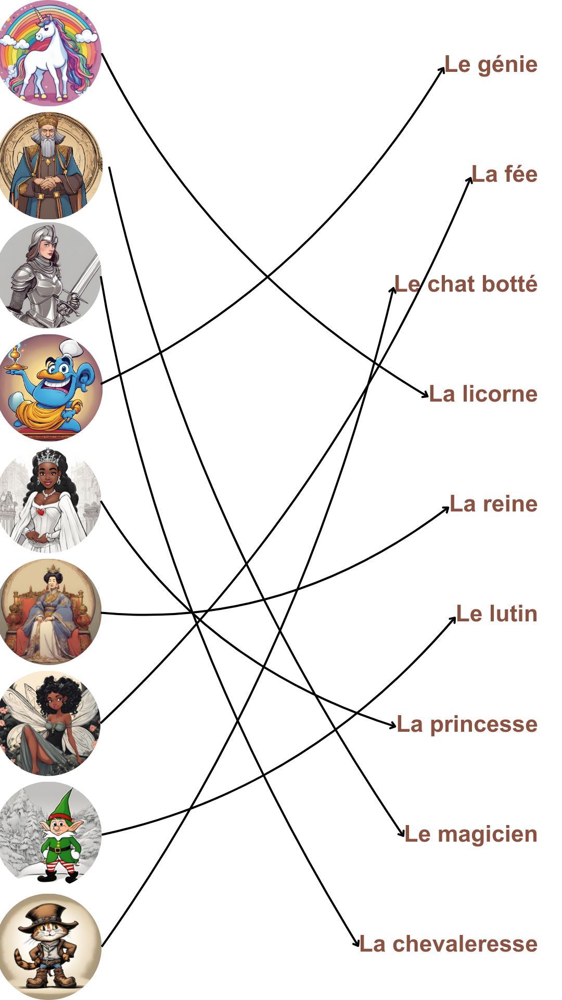 Le génie
La fée
Le chat botté
La licorne
La reine
Le lutin
La princesse
Le magicien
La chevaleresse